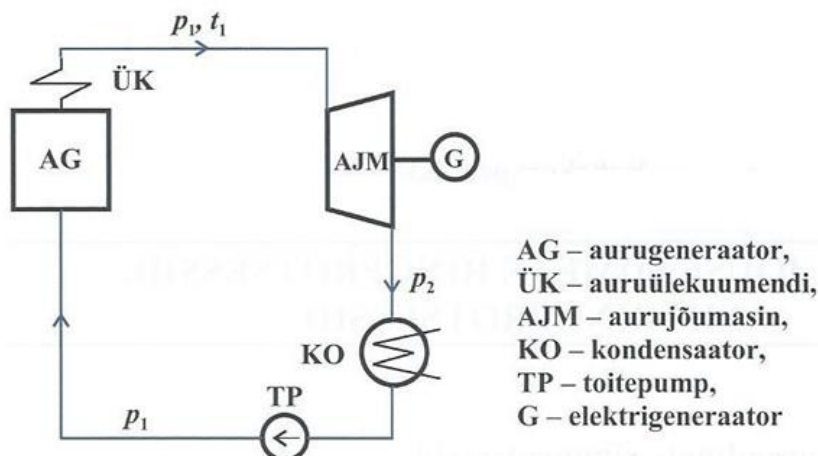 p₁, t₁
ÜK
AG
AJM
G
p₂
KO
TP
p₁
AG – aurugeneraator,
ÜK – auruülekuumendi,
AJM – aurujõumasin,
KO – kondensaator,
TP – toitepump,
G – elektrigeneraator